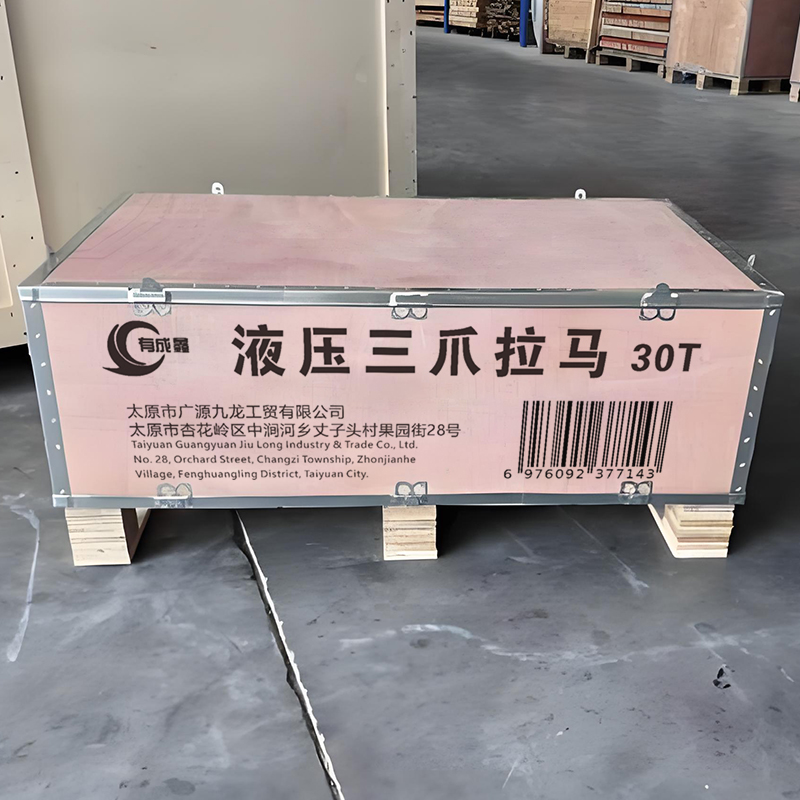 有成鑫
液压三爪拉马 30T
太原市广源九龙工贸有限公司
太原市杏花岭区中涧河乡丈子头村果园街28号
Taiyuan Guangyuan Jiu Long Industry & Trade Co., Ltd.
No. 28, Orchard Street, Changzi Township, Zhonjianhe
Village, Fenghuangling District, Taiyuan City.
6 976092 377143